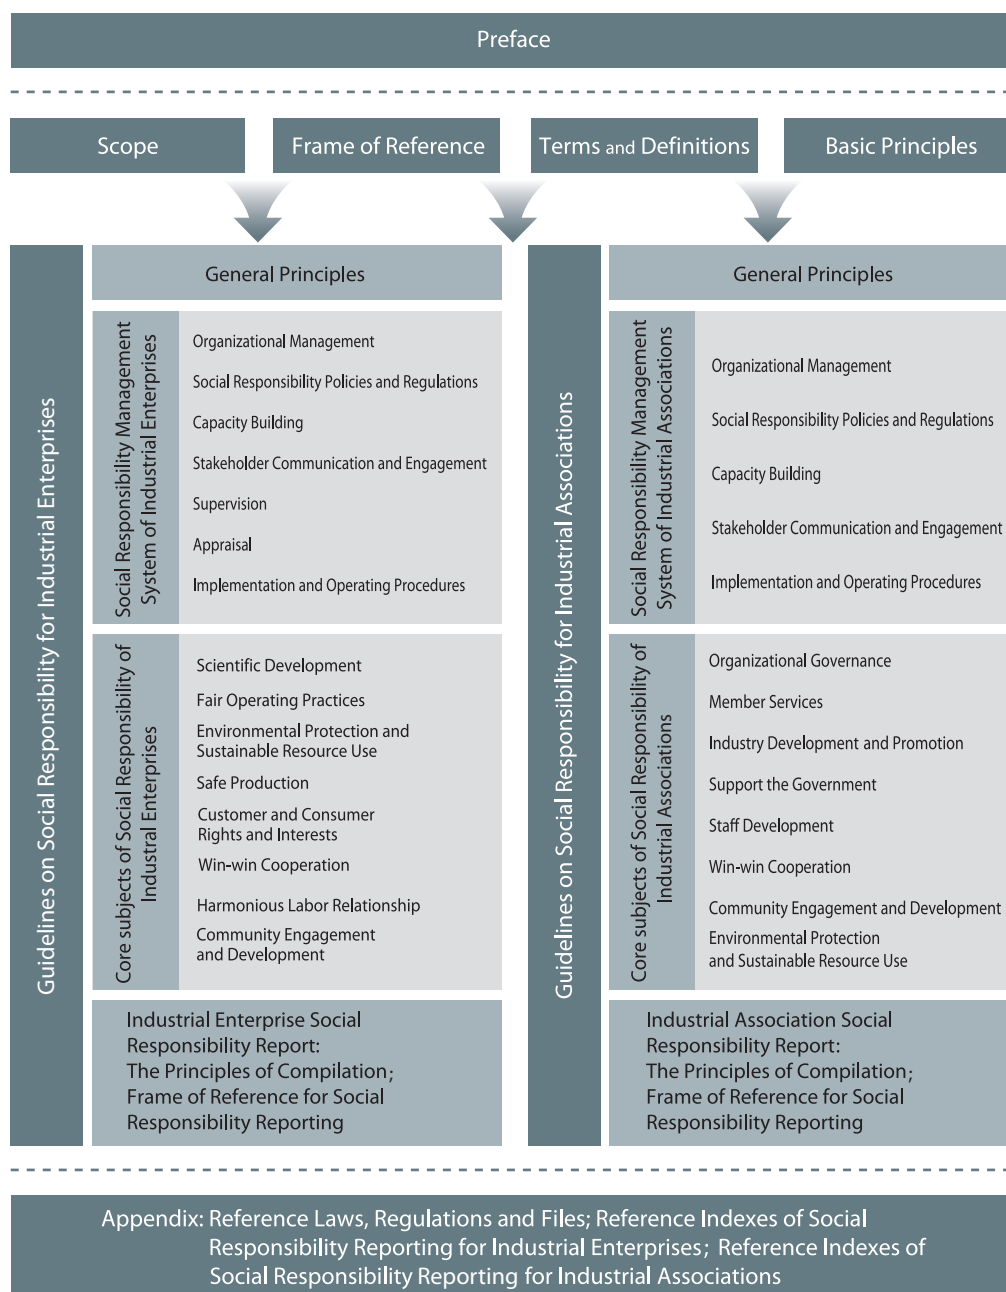 Preface
Scope
Frame of Reference
Terms and Definitions
Basic Principles
Guidelines on Social Responsibility for Industrial Enterprises
General Principles
Social Responsibility Management
System of Industrial Enterprises
Organizational Management
Social Responsibility Policies and Regulations
Capacity Building
Stakeholder Communication and Engagement
Supervision
Appraisal
Implementation and Operating Procedures
Core subjects of Social Responsibility of
Industrial Enterprises
Scientific Development
Fair Operating Practices
Environmental Protection and
Sustainable Resource Use
Safe Production
Customer and Consumer
Rights and Interests
Win-win Cooperation
Harmonious Labor Relationship
Community Engagement
and Development
Industrial Enterprise Social
Responsibility Report:
The Principles of Compilation;
Frame of Reference for Social
Responsibility Reporting
Guidelines on Social Responsibility for Industrial Associations
General Principles
Social Responsibility Management
System of Industrial Associations
Organizational Management
Social Responsibility Policies and Regulations
Capacity Building
Stakeholder Communication and Engagement
Implementation and Operating Procedures
Core subjects of Social Responsibility of
Industrial Associations
Organizational Governance
Member Services
Industry Development and Promotion
Support the Government
Staff Development
Win-win Cooperation
Community Engagement and Development
Environmental Protection
and Sustainable Resource Use
Industrial Association Social
Responsibility Report:
The Principles of Compilation;
Frame of Reference for Social
Responsibility Reporting
Appendix: Reference Laws, Regulations and Files; Reference Indexes of Social
Responsibility Reporting for Industrial Enterprises; Reference Indexes of
Social Responsibility Reporting for Industrial Associations